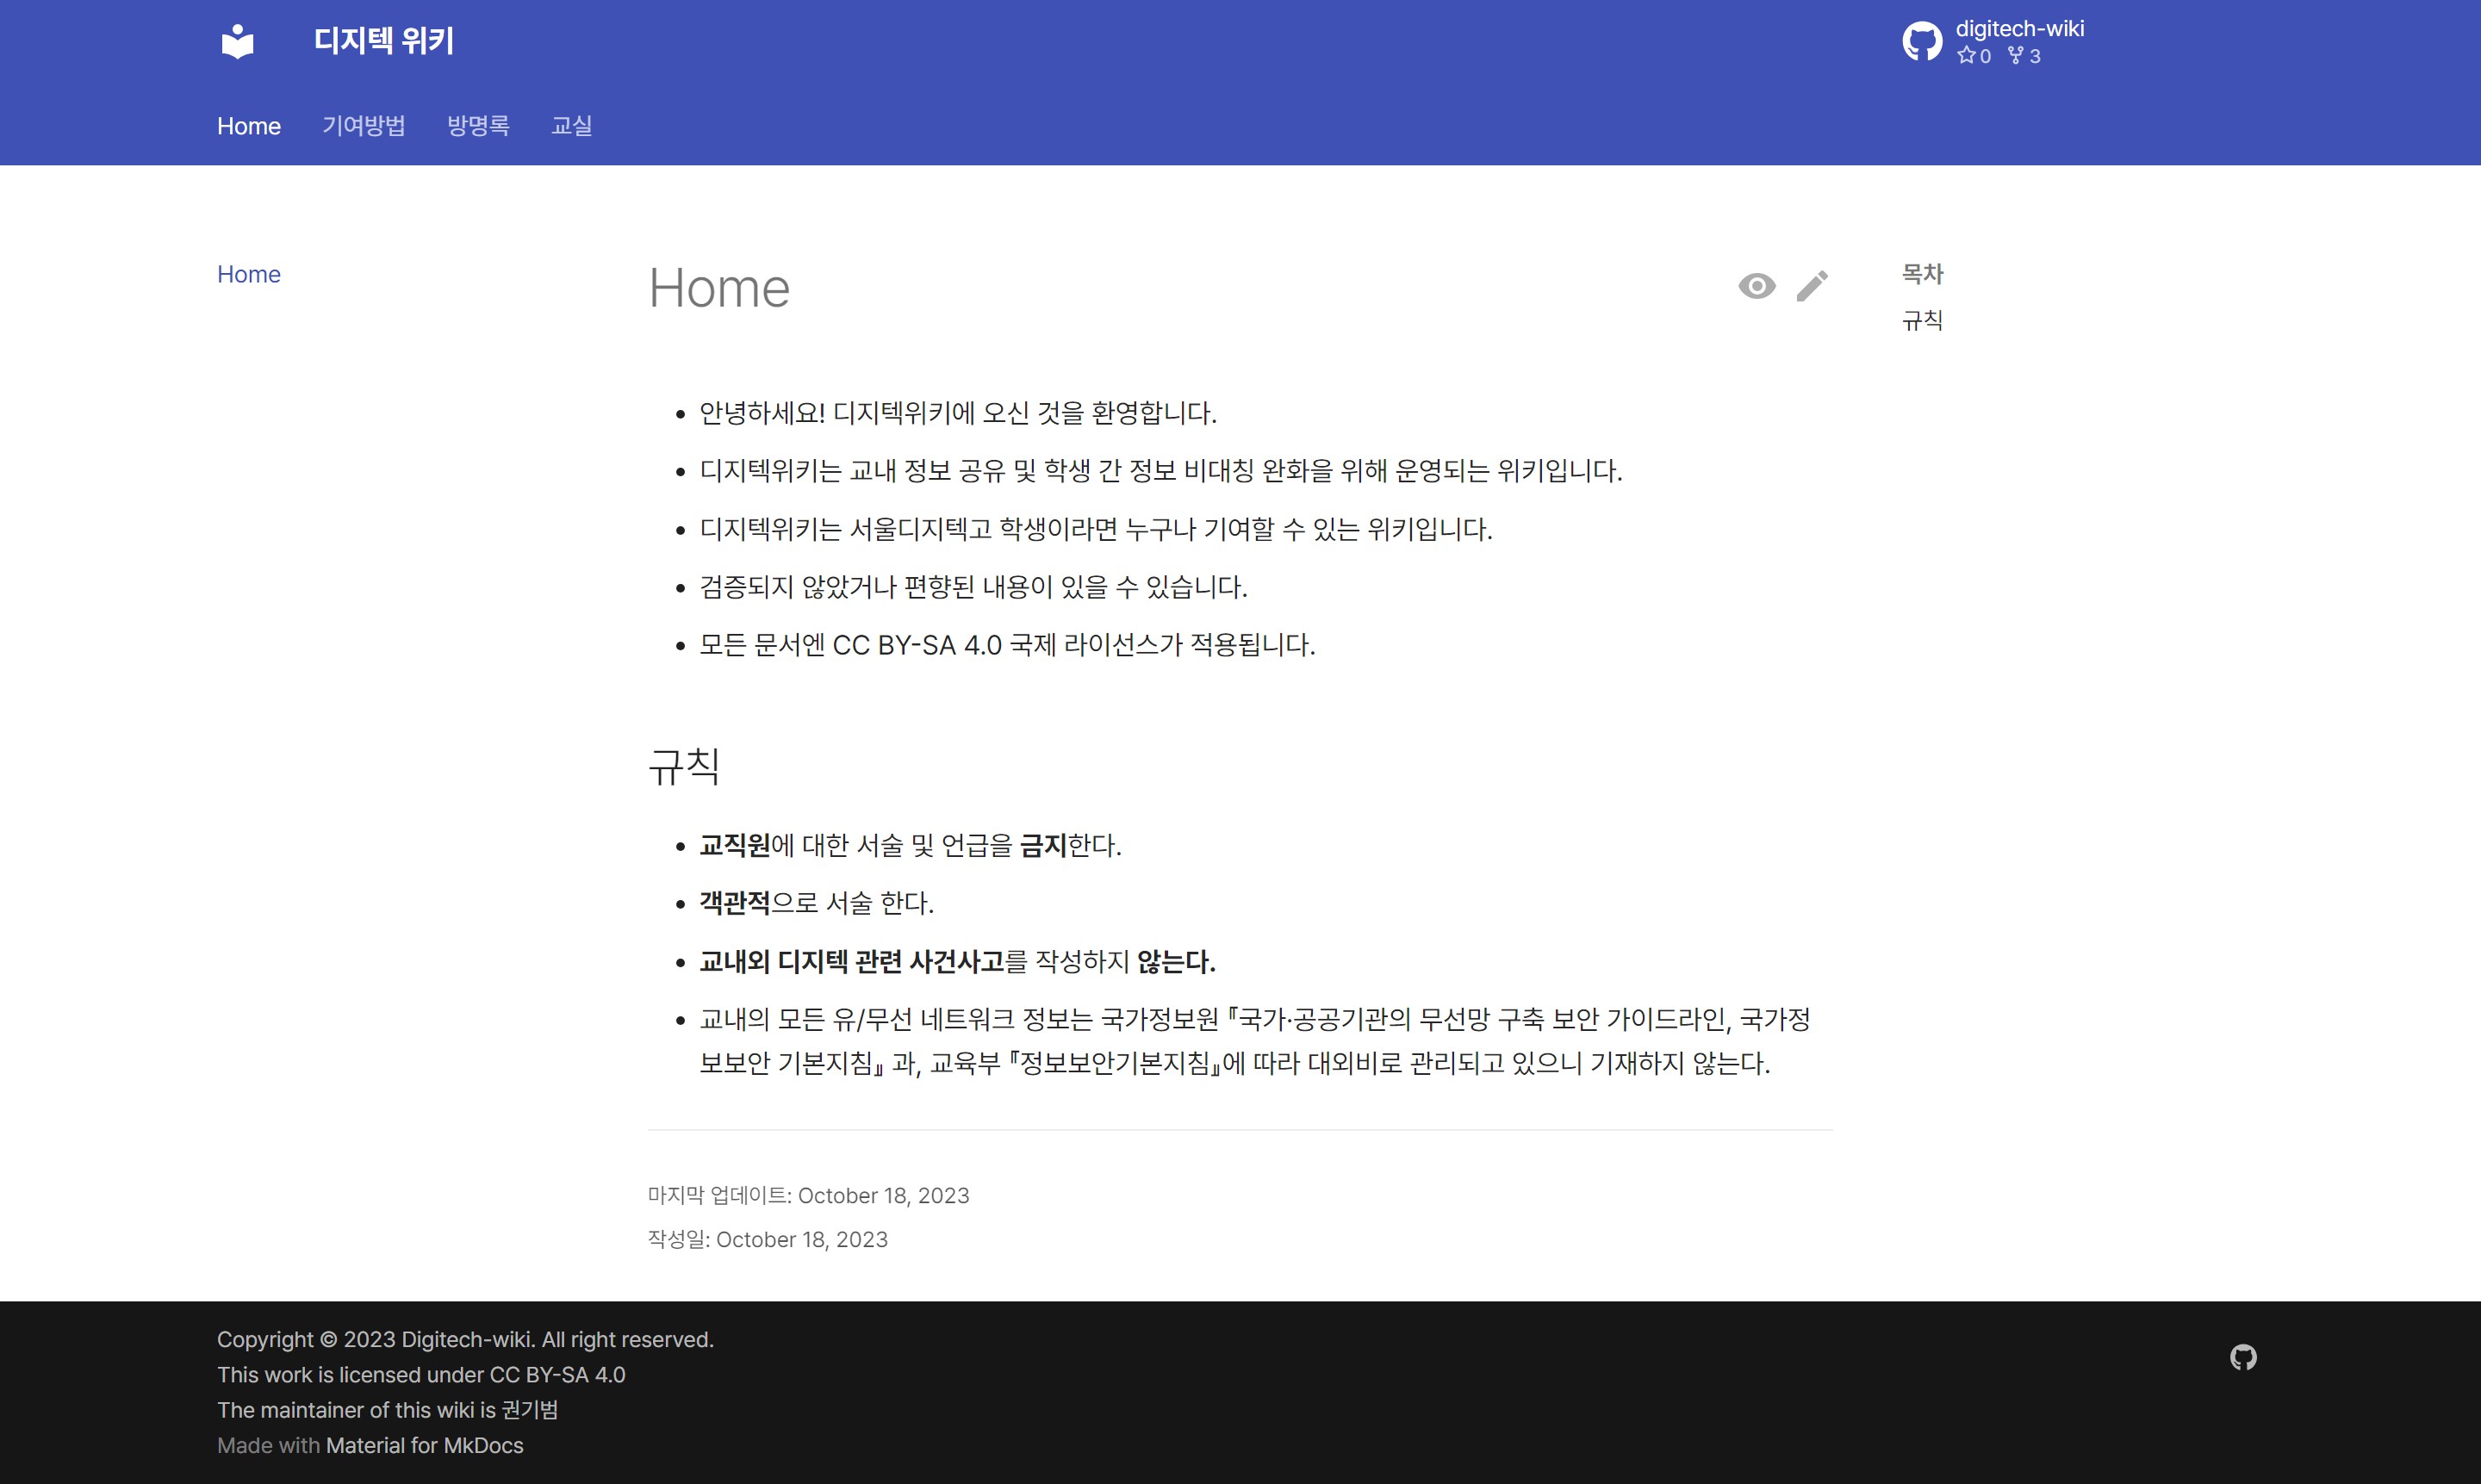 디지텍 위키
digitech-wiki
0 3
Home 기여방법 방명록 교실
Home
Home
목차
규칙
안녕하세요! 디지텍위키에 오신 것을 환영합니다.
디지텍위키는 교내 정보 공유 및 학생 간 정보 비대칭 완화을 위해 운영되는 위키입니다.
디지텍위키는 서울디지텍고 학생이라면 누구나 기여할 수 있는 위키입니다.
검증되지 않았거나 편향된 내용이 있을 수 있습니다.
모든 문서엔 CC BY-SA 4.0 국제 라이선스가 적용됩니다.
규칙
교직원에 대한 서술 및 언급을 금지한다.
객관적으로 서술 한다.
교내외 디지텍 관련 사건사고를 작성하지 않는다.
교내의 모든 유/무선 네트워크 정보는 국가정보원 『국가·공공기관의 무선망 구축 보안 가이드라인, 국가정
보보안 기본지침』 과, 교육부 『정보보안기본지침』에 따라 대외비로 관리되고 있으니 기재하지 않는다.
마지막 업데이트: October 18, 2023
작성일: October 18, 2023
Copyright © 2023 Digitech-wiki. All right reserved.
This work is licensed under CC BY-SA 4.0
The maintainer of this wiki is 권기범
Made with Material for MkDocs